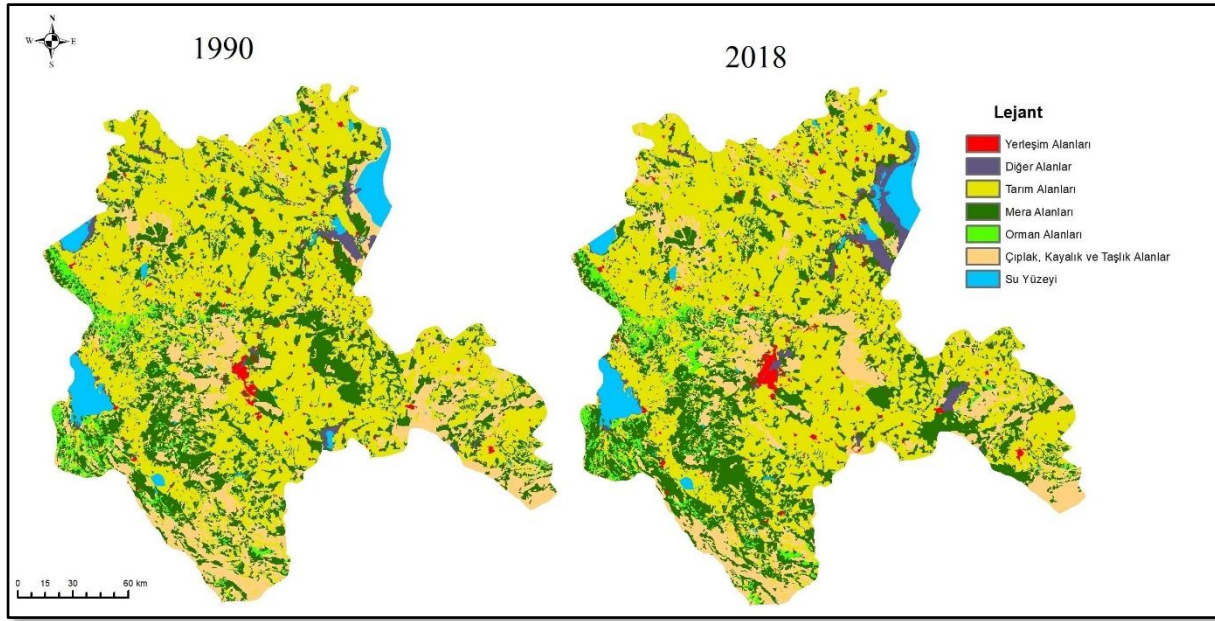 N
W E
S
1990
2018
Lejant
Yerleşim Alanları
Diğer Alanlar
Tarım Alanları
Mera Alanları
Orman Alanları
Çıplak, Kayalık ve Taşlık Alanlar
Su Yüzeyi
0 15 30 60 km